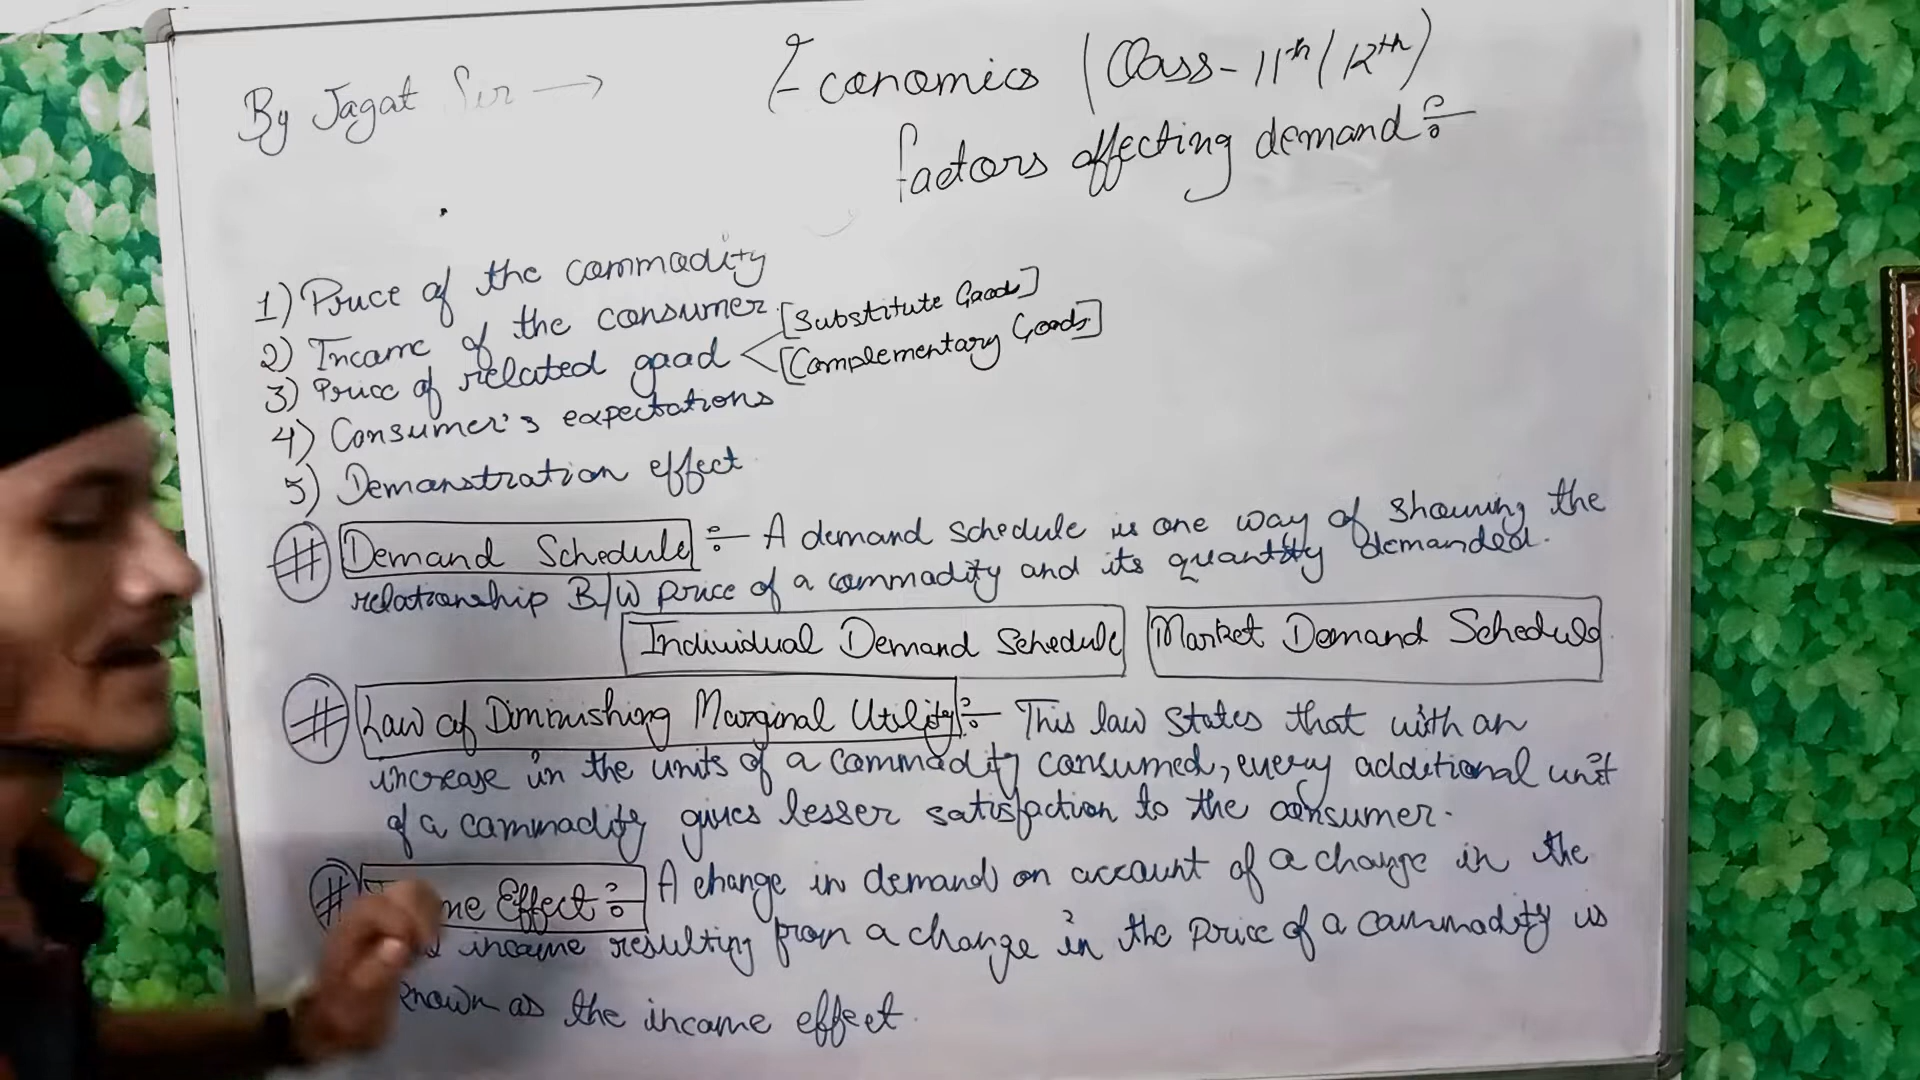 By Jagat Sir →
Economics (Class-11th/12th)
factors affecting demand ÷
1) Price of the commodity
2) Income of the consumer
3) Price of related good < [Substitute Goods]
[Complementary Goods]
4) Consumer's expectations
5) Demonstration effect
# Demand Schedule ÷ A demand schedule is one way of showing the
relationship B/W price of a commodity and its quantity demanded.
Individual Demand Schedule Market Demand Schedule
# Law of Diminishing Marginal Utility ÷ This law states that with an
increase in the units of a commodity consumed, every additional unit
of a commodity gives lesser satisfaction to the consumer.
# Effect ÷ A change in demand on account of a change in the
income resulting from a change in the price of a commodity is
known as the income effect.